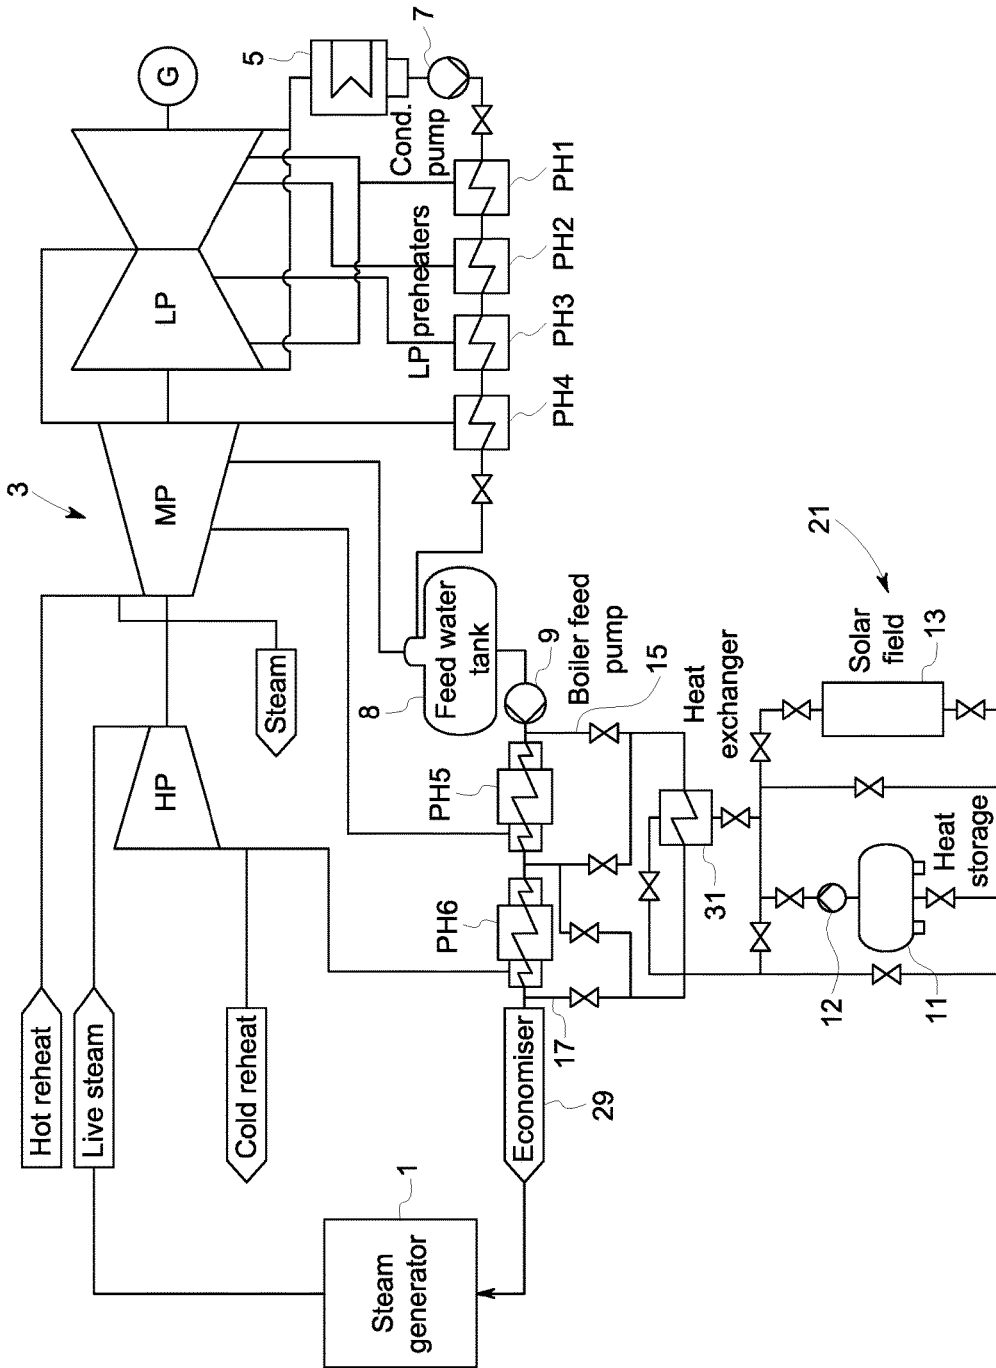 Hot reheat
Live steam
Cold reheat
Steam
generator
1
Economiser
29
3
HP
MP
LP
G
Steam
5
7
Cond.
pump
LP preheaters
PH1
PH2
PH3
PH4
8
Feed water
tank
9
Boiler feed
pump
PH5
PH6
15
17
Heat
exchanger
31
21
Solar
field
13
Heat
storage
12
11